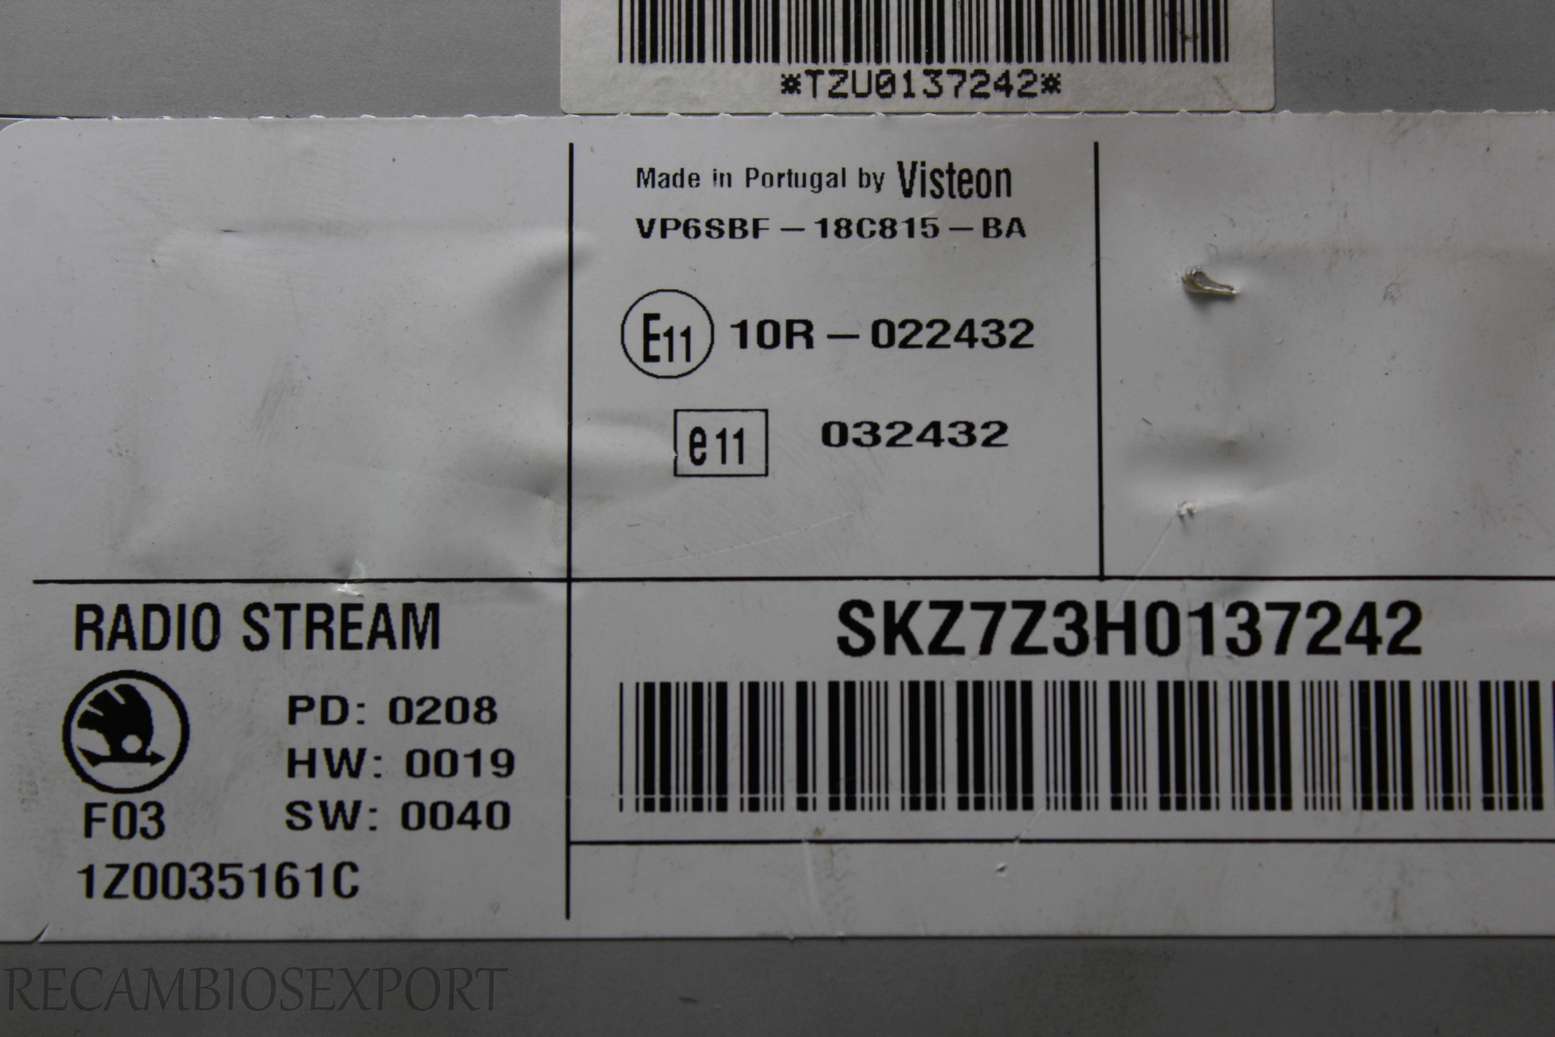 *TZU0137242*
Made in Portugal by Visteon
VP6SBF – 18C815 – BA
E11 10R – 022432
e11 032432
RADIO STREAM
PD: 0208
HW: 0019
SW: 0040
F03
1Z0035161C
SKZ7Z3H0137242
RECAMBIOSEXPORT